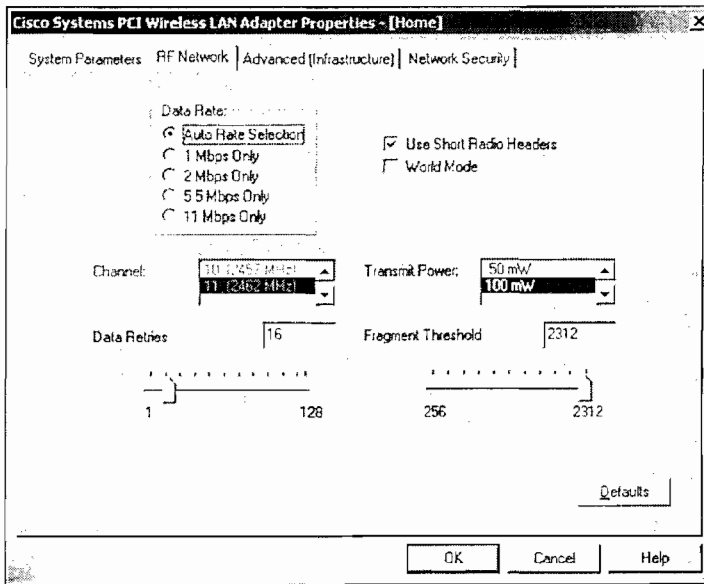 Cisco Systems PCI Wireless LAN Adapter Properties - [Home]
System Parameters RF Network Advanced (Infrastructure) Network Security
Data Rate:
Auto Rate Selection
1 Mbps Only
2 Mbps Only
5.5 Mbps Only
11 Mbps Only
Use Short Radio Headers
World Mode
Channel:
10 (2457 MHz)
11 (2462 MHz)
Transmit Power:
50 mW
100 mW
Data Retries
16
Fragment Threshold
2312
1 128
256 2312
Defaults
OK Cancel Help